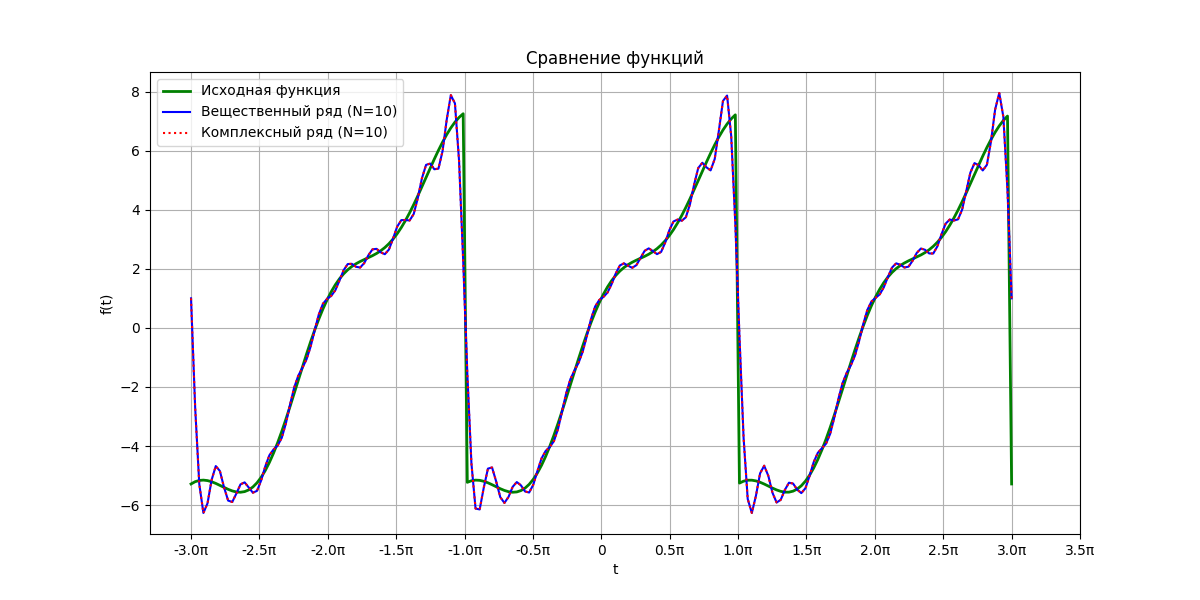 Сравнение функций
Исходная функция
Вещественный ряд (N=10)
Комплексный ряд (N=10)
f(t)
8
6
4
2
0
−2
−4
−6
-3.0π -2.5π -2.0π -1.5π -1.0π -0.5π 0 0.5π 1.0π 1.5π 2.0π 2.5π 3.0π 3.5π
t